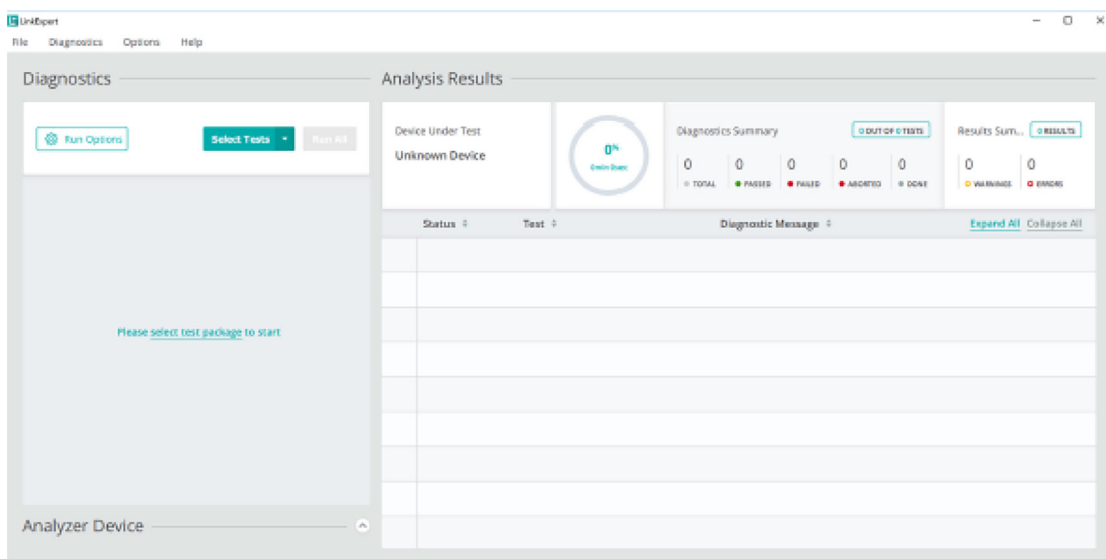 LinkExpert
File Diagnostics Options Help
Diagnostics
Run Options
Select Tests
Run All
Please select test package to start
Analyzer Device
Analysis Results
Device Under Test
Unknown Device
0%
Diagnostics Summary
0 OUT OF 0 TESTS
0 0 0 0 0
TOTAL PASSED FAILED ABORTED DONE
Results Sum...
0 RESULTS
0 0
WARNINGS ERRORS
Status Test Diagnostic Message Expand All Collapse All